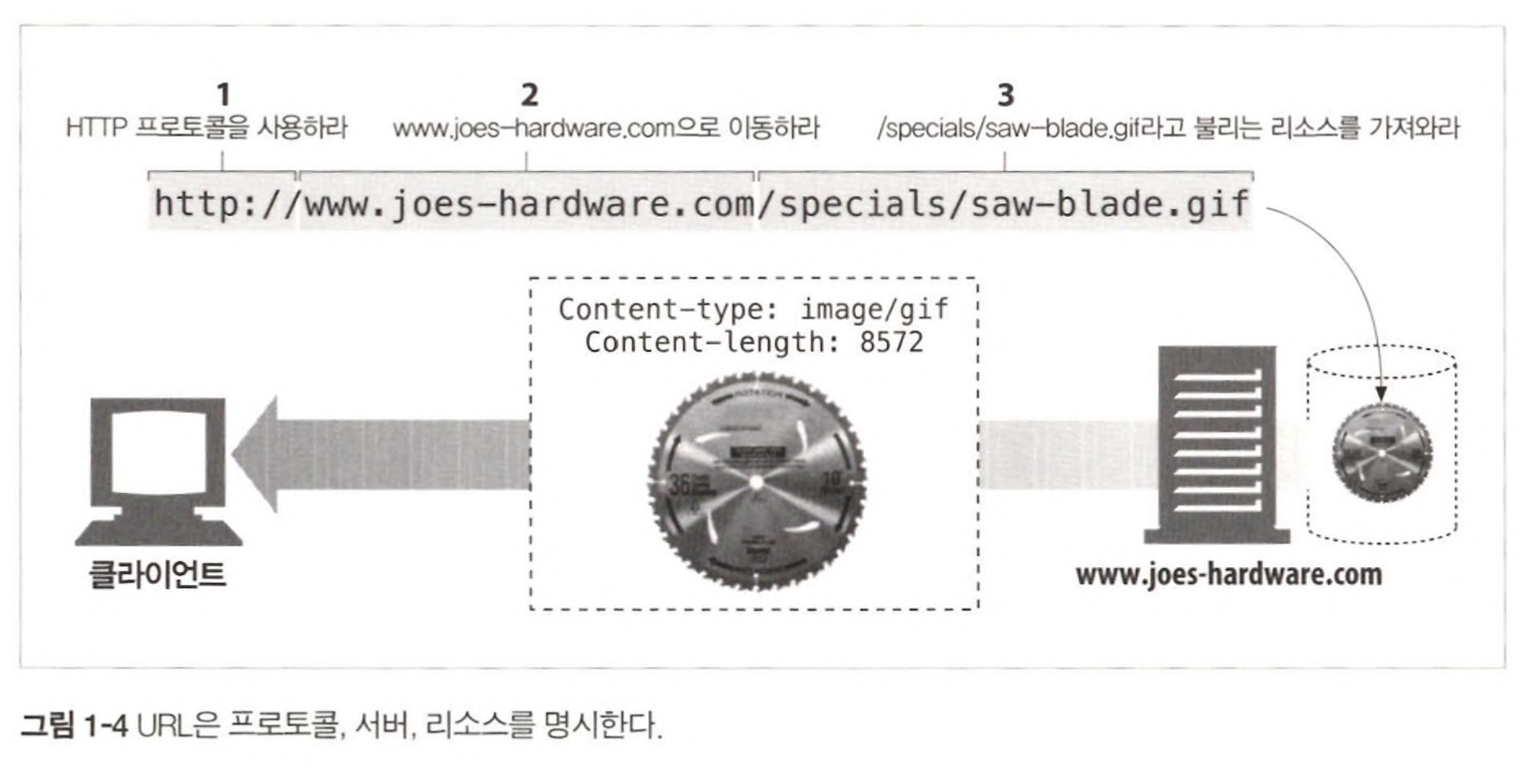 1
HTTP 프로토콜을 사용하라
2
www.joes-hardware.com으로 이동하라
3
/specials/saw-blade.gif라고 불리는 리소스를 가져와라
http://www.joes-hardware.com/specials/saw-blade.gif
Content-type: image/gif
Content-length: 8572
36
10"
클라이언트
www.joes-hardware.com
그림 1-4 URL은 프로토콜, 서버, 리소스를 명시한다.